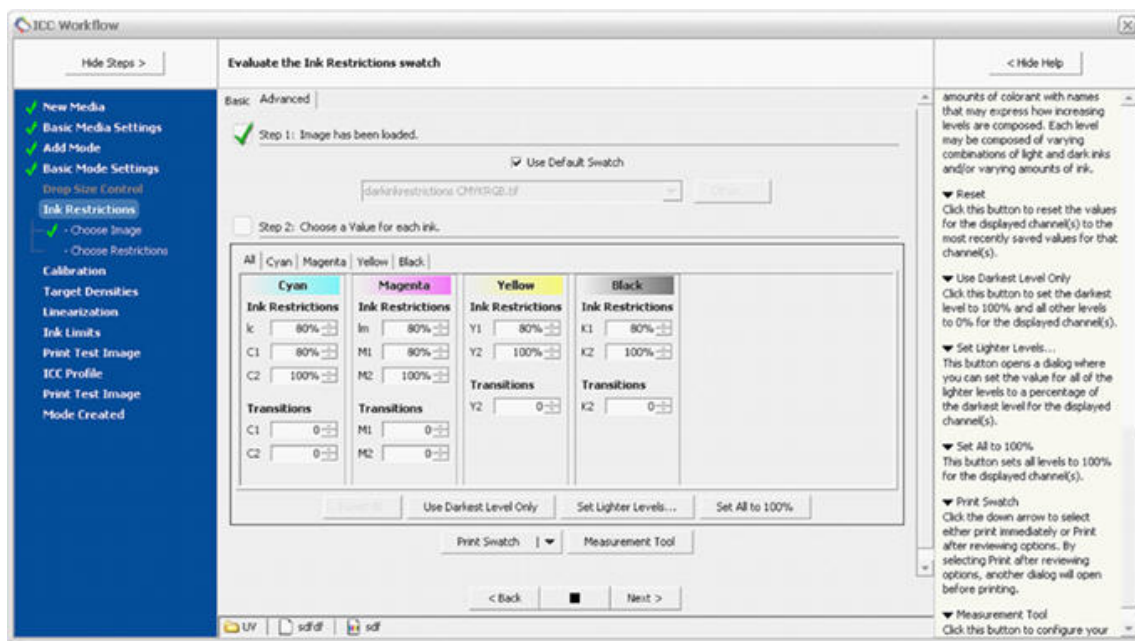 ICC Workflow
Hide Steps >
Evaluate the Ink Restrictions swatch
< Hide Help
New Media
Basic Media Settings
Add Mode
Basic Mode Settings
Drop Size Control
Ink Restrictions
- Choose Image
- Choose Restrictions
Calibration
Target Densities
Linearization
Ink Limits
Print Test Image
ICC Profile
Print Test Image
Mode Created
Basic Advanced
Step 1: Image has been loaded.
Use Default Swatch
darkinkrestrictions CMYKRGB.tif
Step 2: Choose a Value for each ink.
All Cyan Magenta Yellow Black
Cyan Magenta Yellow Black
Ink Restrictions Ink Restrictions Ink Restrictions Ink Restrictions
lc 80% lm 80% Y1 80% K1 80%
C1 80% M1 80% Y2 100% K2 100%
C2 100% M2 100%
Transitions Transitions
Y2 0 K2 0
Transitions Transitions
C1 0 M1 0
C2 0 M2 0
Use Darkest Level Only Set Lighter Levels... Set All to 100%
Print Swatch Measurement Tool
< Back Next >
UV sdfdf sdf
amounts of colorant with names
that may express how increasing
levels are composed. Each level
may be composed of varying
combinations of light and dark inks
and/or varying amounts of ink.
Reset
Click this button to reset the values
for the displayed channel(s) to the
most recently saved values for that
channel(s).
Use Darkest Level Only
Click this button to set the darkest
level to 100% and all other levels
to 0% for the displayed channel(s).
Set Lighter Levels...
This button opens a dialog where
you can set the value for all of the
lighter levels to a percentage of
the darkest level for the displayed
channel(s).
Set All to 100%
This button sets all levels to 100%
for the displayed channel(s).
Print Swatch
Click the down arrow to select
either print immediately or Print
after reviewing options. By
selecting Print after reviewing
options, another dialog will open
before printing.
Measurement Tool
Click this button to configure your